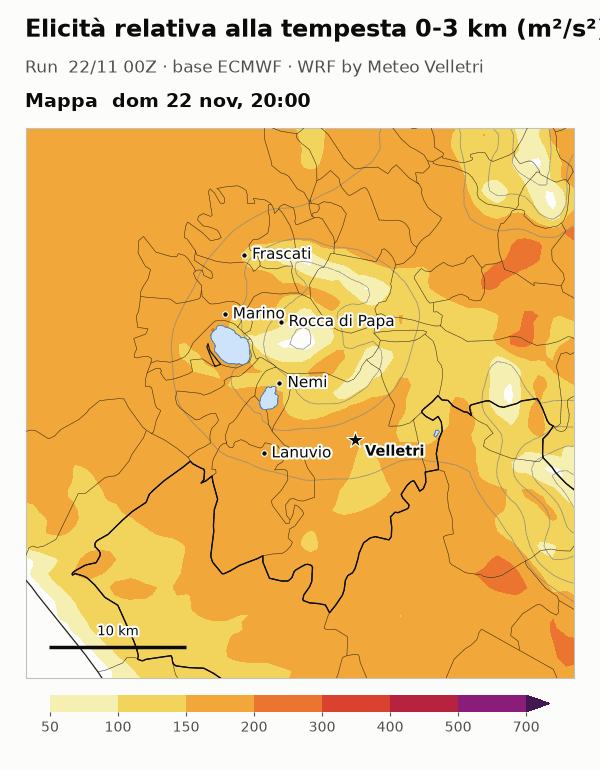 Elicità relativa alla tempesta 0-3 km (m²/s²)
Run 22/11 00Z · base ECMWF · WRF by Meteo Velletri
Mappa dom 22 nov, 20:00
Frascati
Marino
Rocca di Papa
Nemi
Velletri
Lanuvio
10 km
50 100 150 200 300 400 500 700